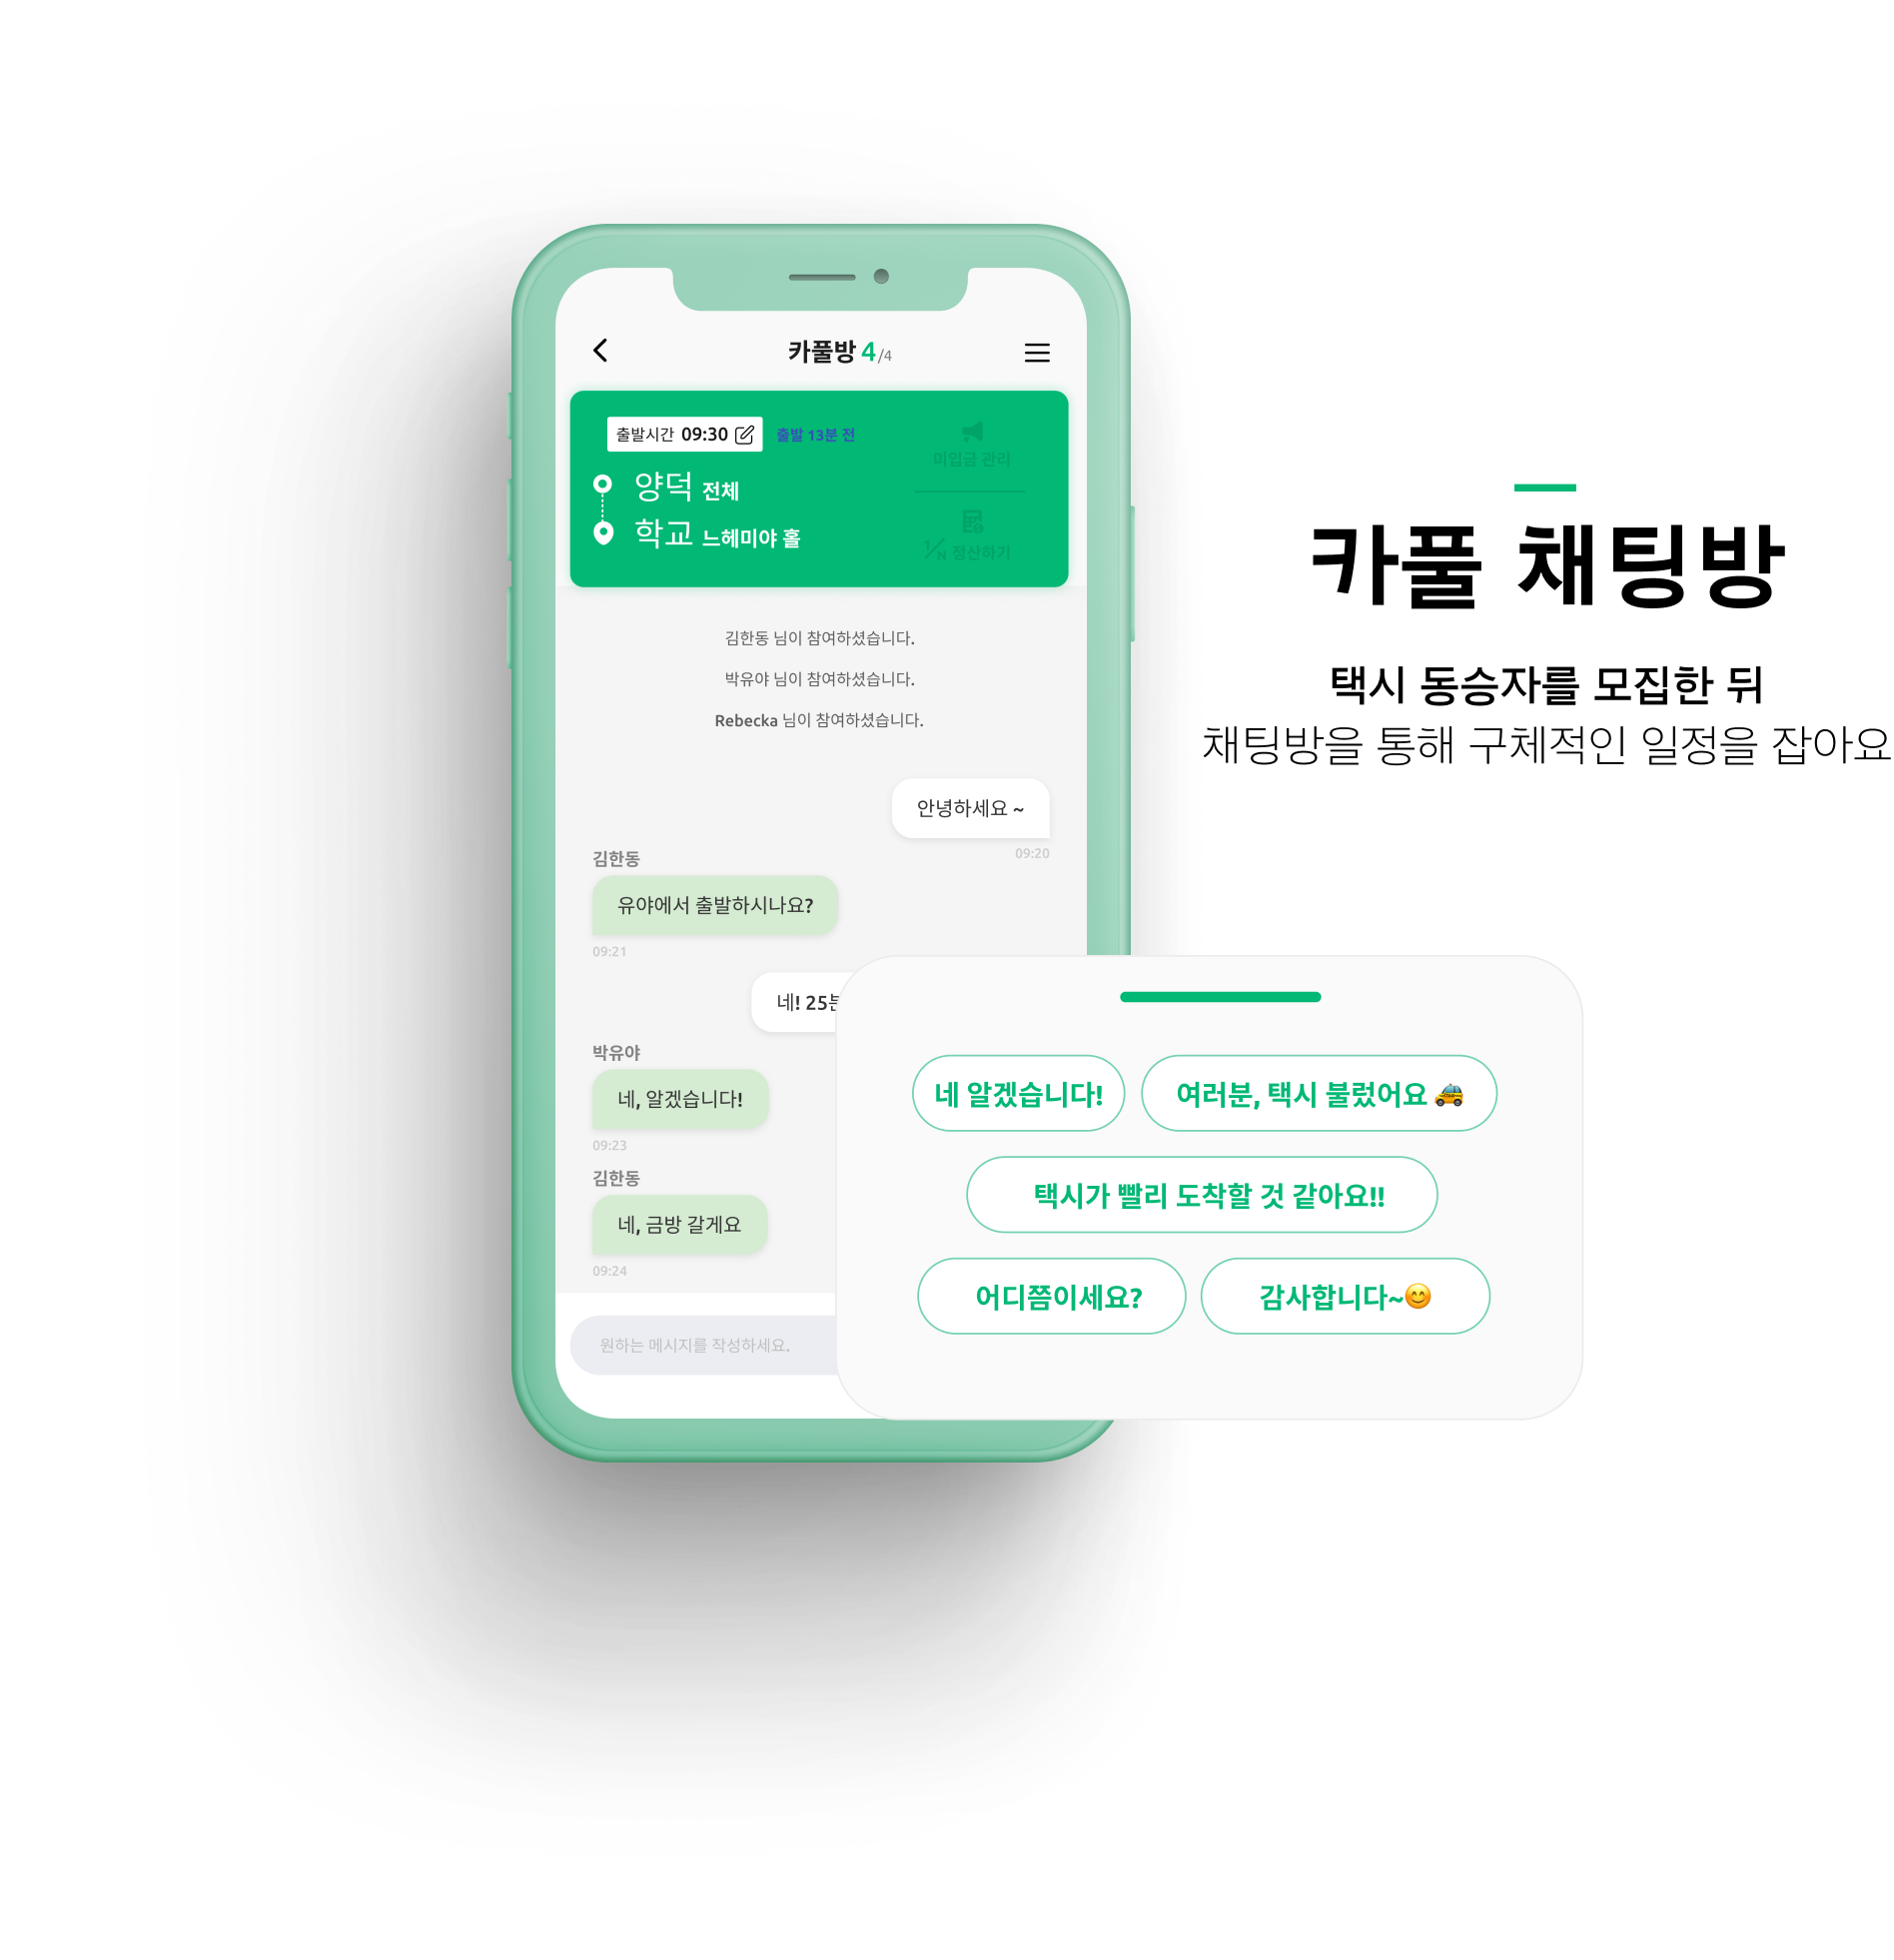 카풀방 4/4
출발시간 09:30 출발 13분 전
미입금 관리
양덕 전체
학교 느헤미야 홀
1/N 정산하기
김한동 님이 참여하셨습니다.
박유야 님이 참여하셨습니다.
Rebecka 님이 참여하셨습니다.
안녕하세요 ~
09:20
김한동
유야에서 출발하시나요?
09:21
네! 25분
박유야
네, 알겠습니다!
09:23
김한동
네, 금방 갈게요
09:24
원하는 메시지를 작성하세요.
카풀 채팅방
택시 동승자를 모집한 뒤
채팅방을 통해 구체적인 일정을 잡아요
네 알겠습니다!
여러분, 택시 불렀어요 🚕
택시가 빨리 도착할 것 같아요!!
어디쯤이세요?
감사합니다~😊